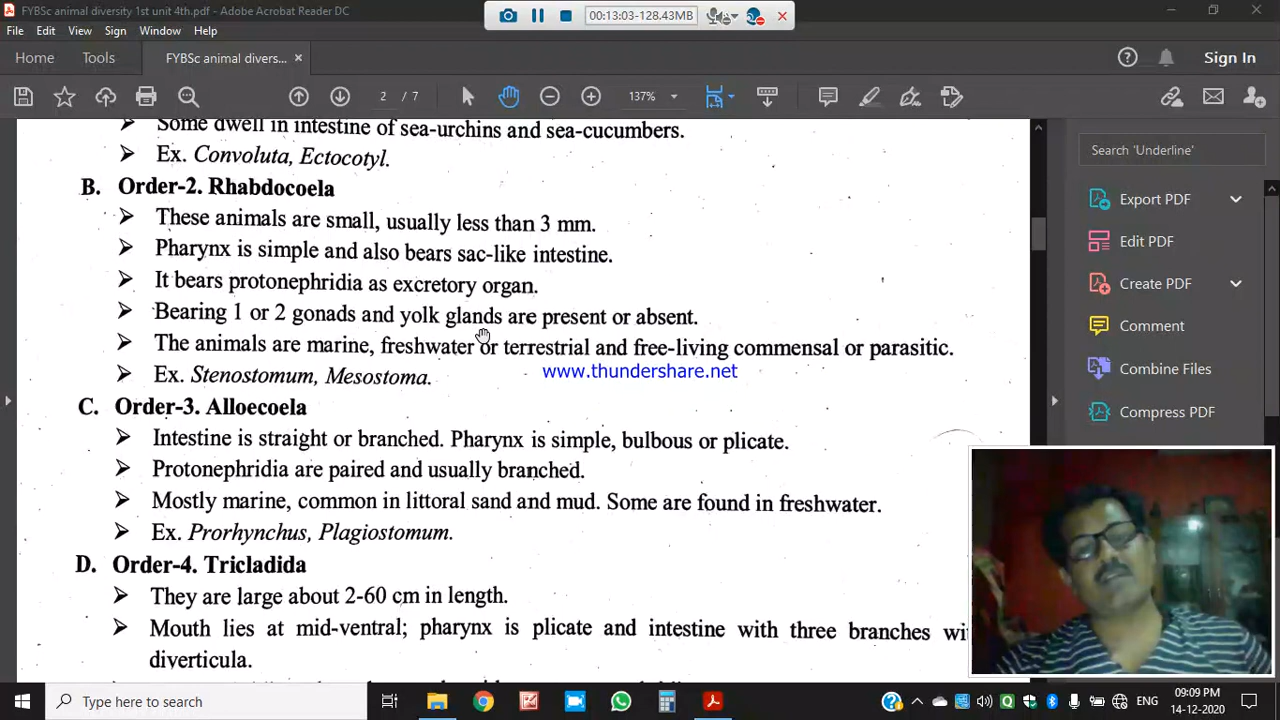 FYBSc animal diversity 1st unit 4th.pdf - Adobe Acrobat Reader DC
00:13:03-128.43MB
File Edit View Sign Window Help
Home Tools FYBSc animal divers... Sign In
2 / 7 137%
Some dwell in intestine of sea-urchins and sea-cucumbers.
Ex. Convoluta, Ectocotyl.
B. Order-2. Rhabdocoela
These animals are small, usually less than 3 mm.
Pharynx is simple and also bears sac-like intestine.
It bears protonephridia as excretory organ.
Bearing 1 or 2 gonads and yolk glands are present or absent.
The animals are marine, freshwater or terrestrial and free-living commensal or parasitic.
www.thundershare.net
Ex. Stenostomum, Mesostoma.
C. Order-3. Alloecoela
Intestine is straight or branched. Pharynx is simple, bulbous or plicate.
Protonephridia are paired and usually branched.
Mostly marine, common in littoral sand and mud. Some are found in freshwater.
Ex. Prorhynchus, Plagiostomum.
D. Order-4. Tricladida
They are large about 2-60 cm in length.
Mouth lies at mid-ventral; pharynx is plicate and intestine with three branches
diverticula.
Search 'Underline'
Export PDF
Edit PDF
Create PDF
Comment
Combine Files
Compress PDF
Type here to search
ENG
09:09 PM
14-12-2020